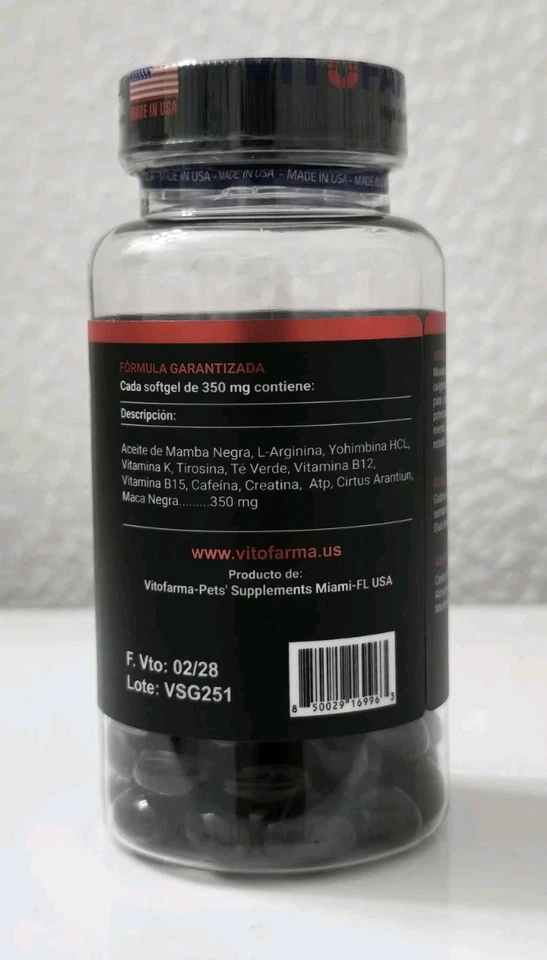 VITOFAR
MADE IN USA
MADE IN USA - MADE IN USA - MADE IN USA - MADE IN
FÓRMULA GARANTIZADA
Cada softgel de 350 mg contiene:
Descripción:
Aceite de Mamba Negra, L-Arginina, Yohimbina HCL,
Vitamina K, Tirosina, Té Verde, Vitamina B12,
Vitamina B15, Cafeína, Creatina, Atp, Cirtus Arantiun,
Maca Negra.........350 mg
www.vitofarma.us
Producto de:
Vitofarma-Pets' Supplements Miami-FL USA
F. Vto: 02/28
Lote: VSG251
8 50029 16996 3